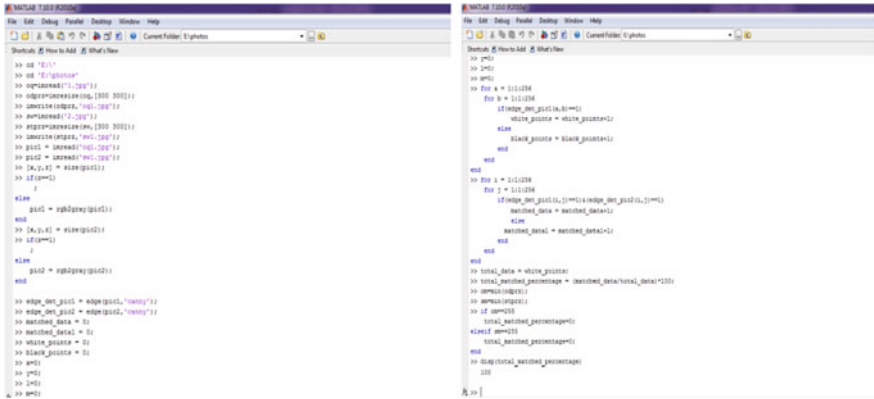 MATLAB 7.10.0 (R2010a)
File Edit Debug Parallel Desktop Window Help
Current Folder: E:\photos
Shortcuts How to Add What's New
>> cd 'E:\'
>> cd 'E:\photos'
>> oq=imread('1.jpg');
>> odprz=imresize(oq,[300 300]);
>> imwrite(odprz,'oq1.jpg');
>> sw=imread('2.jpg');
>> stprz=imresize(sw,[300 300]);
>> imwrite(stprz,'sw1.jpg');
>> pic1 = imread('oq1.jpg');
>> pic2 = imread('sw1.jpg');
>> [x,y,z] = size(pic1);
>> if(z==1)
;
else
pic1 = rgb2gray(pic1);
end
>> [x,y,z] = size(pic2);
>> if(z==1)
;
else
pic2 = rgb2gray(pic2);
end
>> edge_det_pic1 = edge(pic1,'canny');
>> edge_det_pic2 = edge(pic2,'canny');
>> matched_data = 0;
>> matched_data1 = 0;
>> white_points = 0;
>> black_points = 0;
>> x=0;
>> y=0;
>> l=0;
>> m=0;
MATLAB 7.10.0 (R2010a)
File Edit Debug Parallel Desktop Window Help
Current Folder: E:\photos
Shortcuts How to Add What's New
>> y=0;
>> l=0;
>> m=0;
>> for a = 1:1:256
for b = 1:1:256
if(edge_det_pic1(a,b)==1)
white_points = white_points+1;
else
black_points = black_points+1;
end
end
end
>> for i = 1:1:256
for j = 1:1:256
if(edge_det_pic1(i,j)==1)&(edge_det_pic2(i,j)==1)
matched_data = matched_data+1;
else
matched_data1 = matched_data1+1;
end
end
end
>> total_data = white_points;
>> total_matched_percentage = (matched_data/total_data)*100;
>> om=min(odprz);
>> sm=min(stprz);
>> if om==255
total_matched_percentage=0;
elseif sm==255
total_matched_percentage=0;
end
>> disp(total_matched_percentage)
100
>>